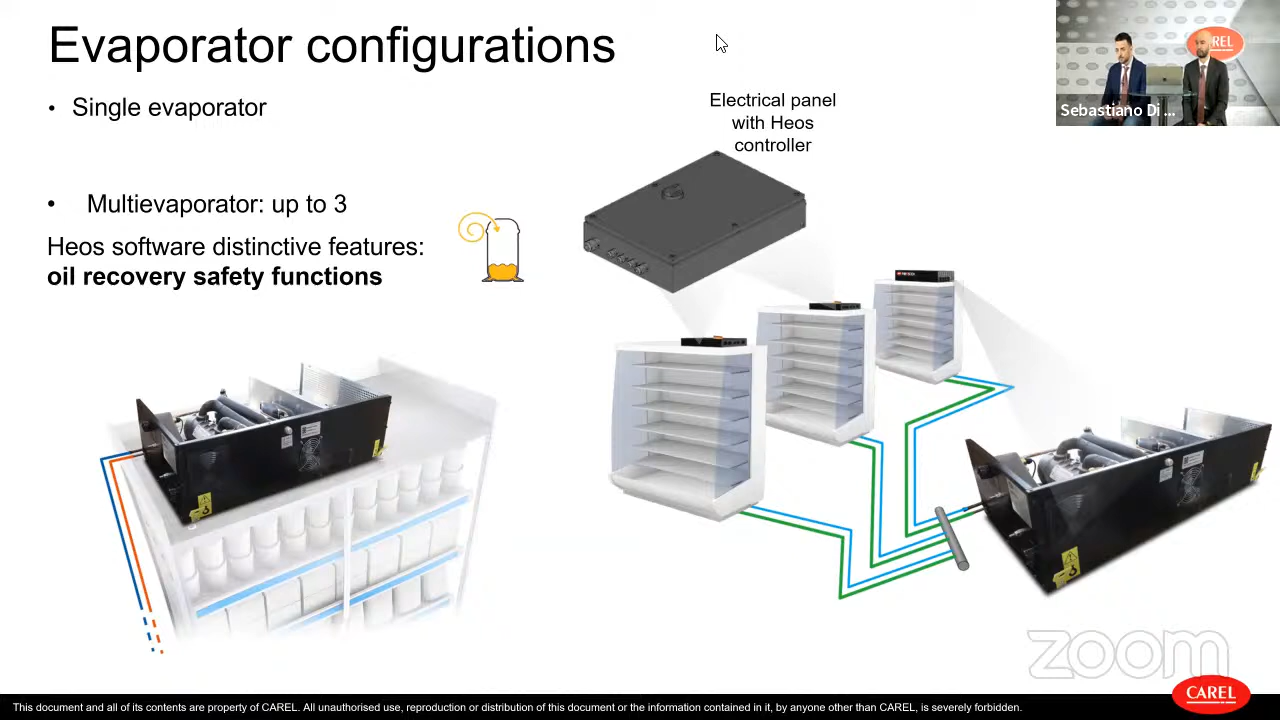 Evaporator configurations
• Single evaporator
• Multievaporator: up to 3
Heos software distinctive features:
oil recovery safety functions
Electrical panel
with Heos
controller
REL
Sebastiano Di ...
zoom
CAREL
This document and all of its contents are property of CAREL. All unauthorised use, reproduction or distribution of this document or the information contained in it, by anyone other than CAREL, is severely forbidden.